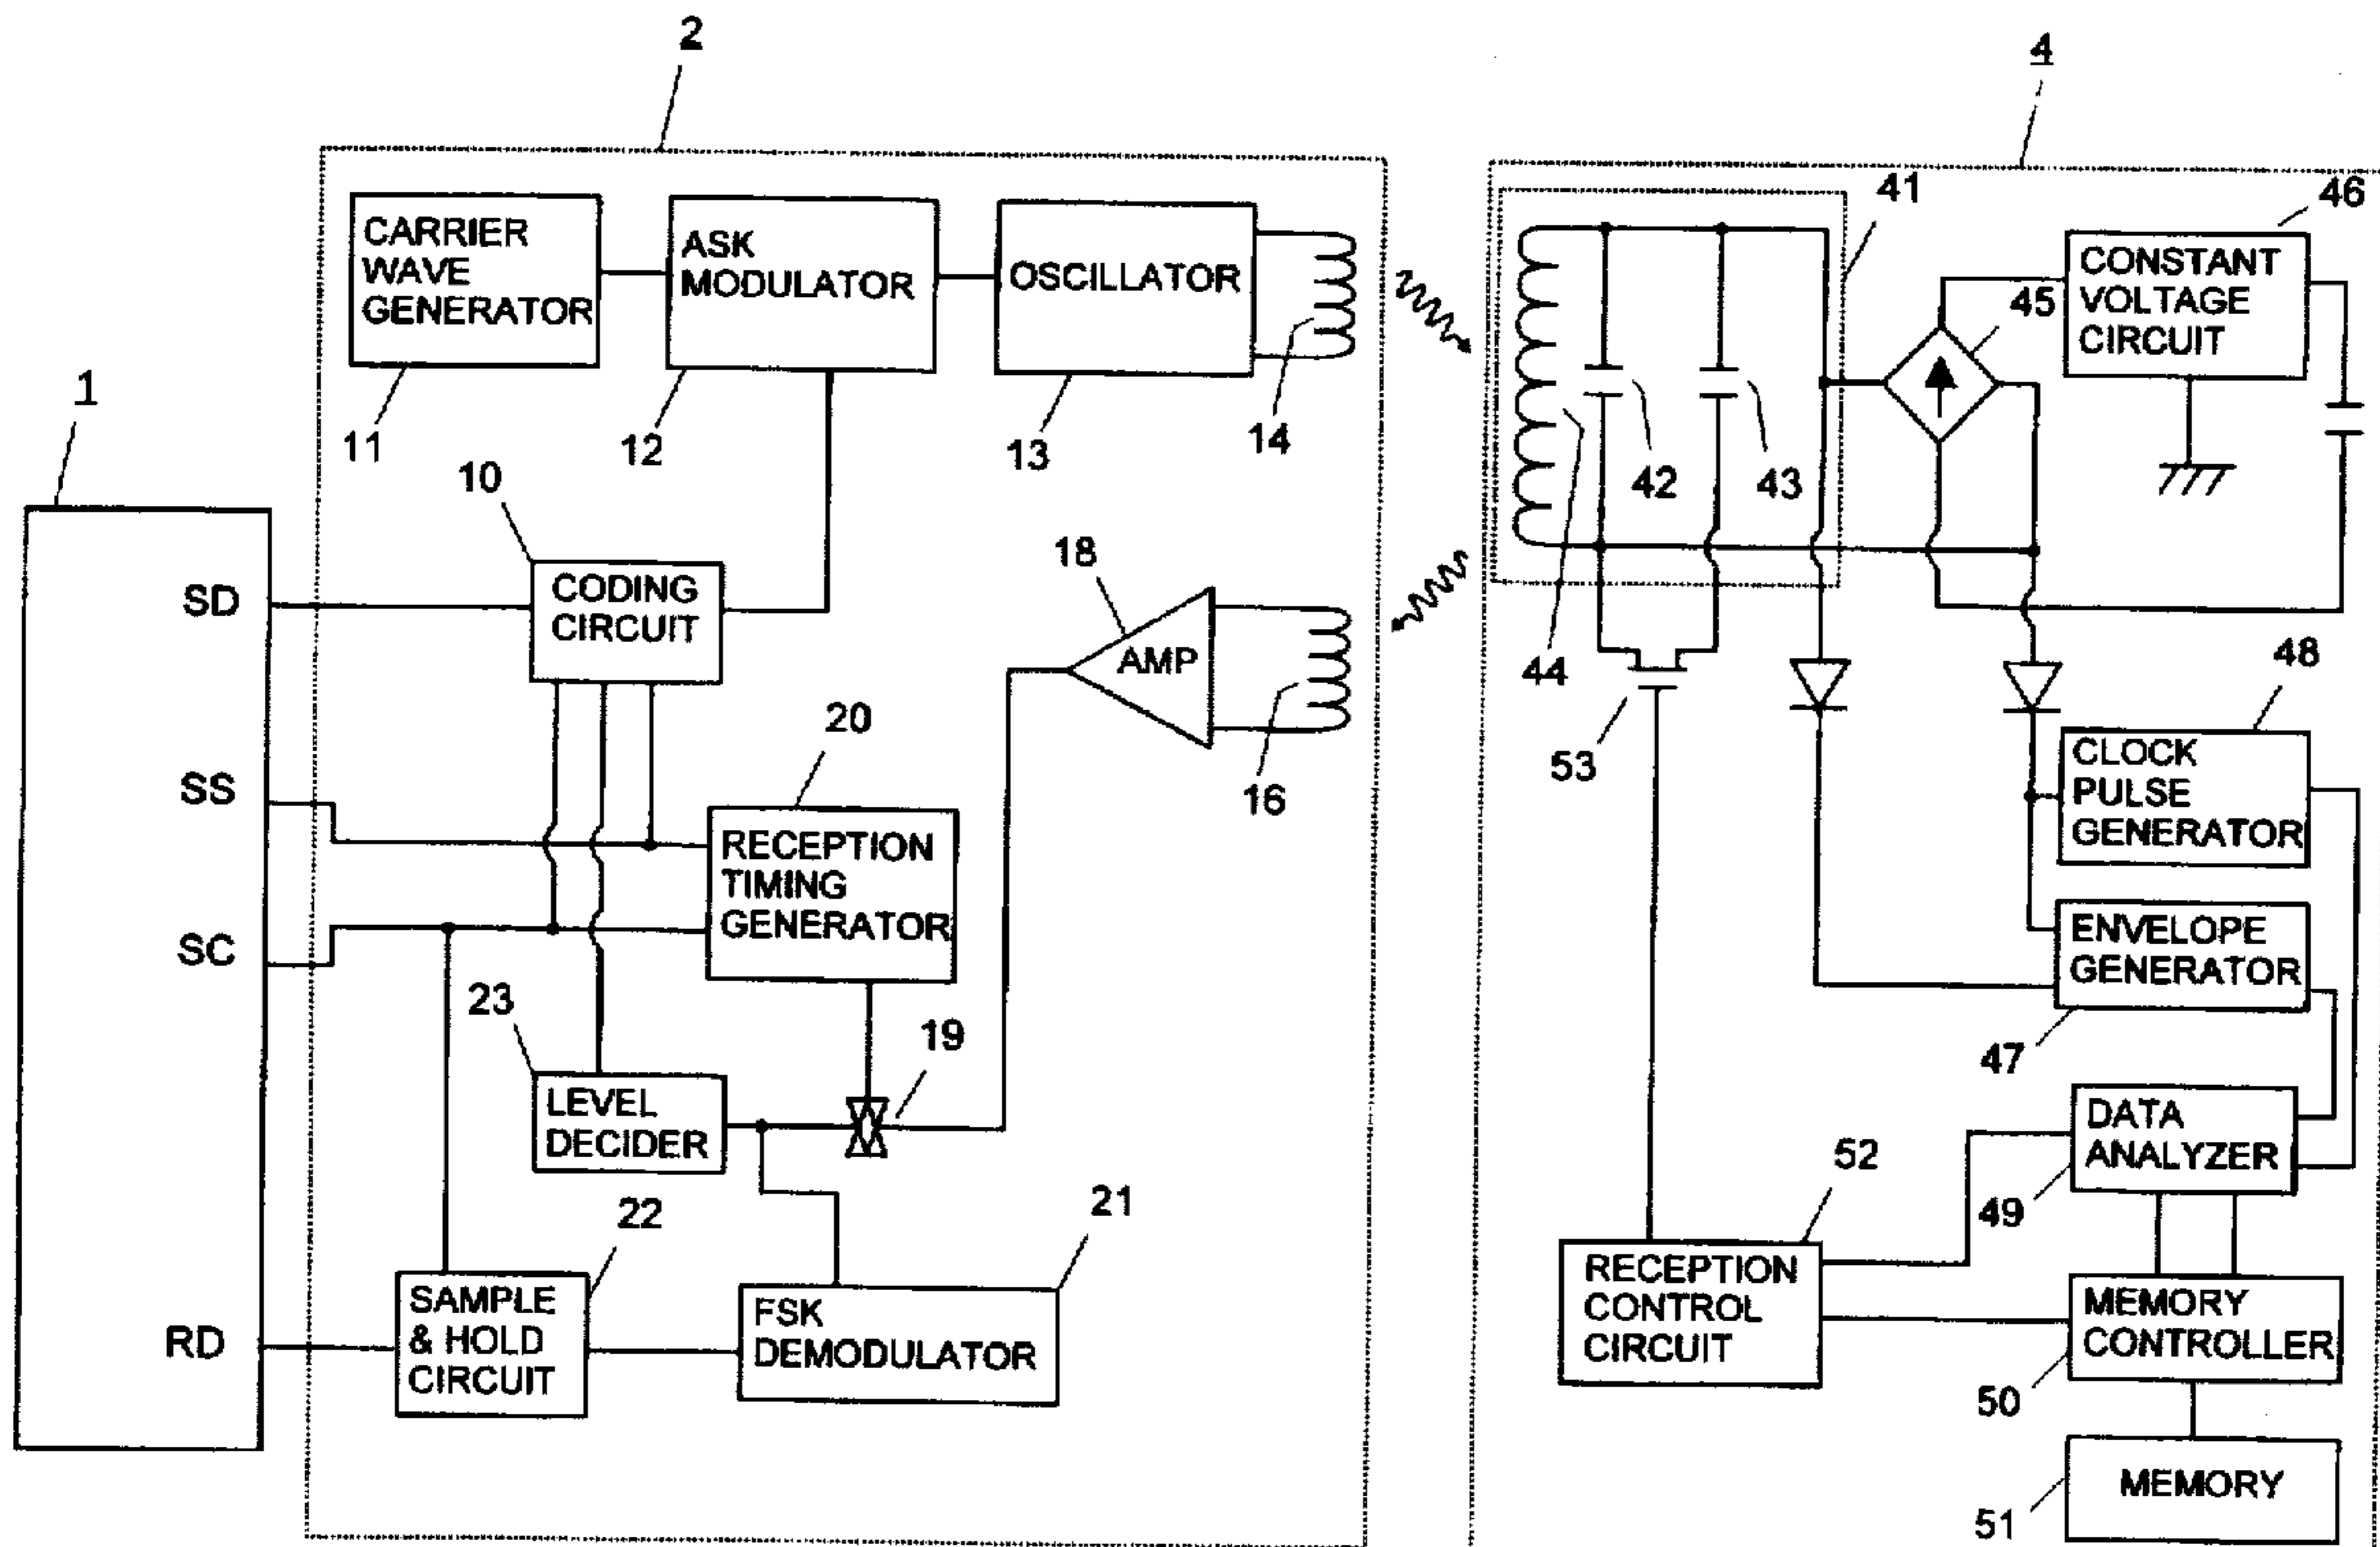 2
4
CARRIER
WAVE
GENERATOR
11
ASK
MODULATOR
12
OSCILLATOR
13
14
41
46
CONSTANT
VOLTAGE
CIRCUIT
45
42
43
44
1
10
SD
CODING
CIRCUIT
18
AMP
16
53
48
CLOCK
PULSE
GENERATOR
SS
20
RECEPTION
TIMING
GENERATOR
SC
ENVELOPE
GENERATOR
47
23
LEVEL
DECIDER
19
DATA
ANALYZER
49
52
RECEPTION
CONTROL
CIRCUIT
22
SAMPLE
& HOLD
CIRCUIT
21
FSK
DEMODULATOR
RD
MEMORY
CONTROLLER
50
MEMORY
51